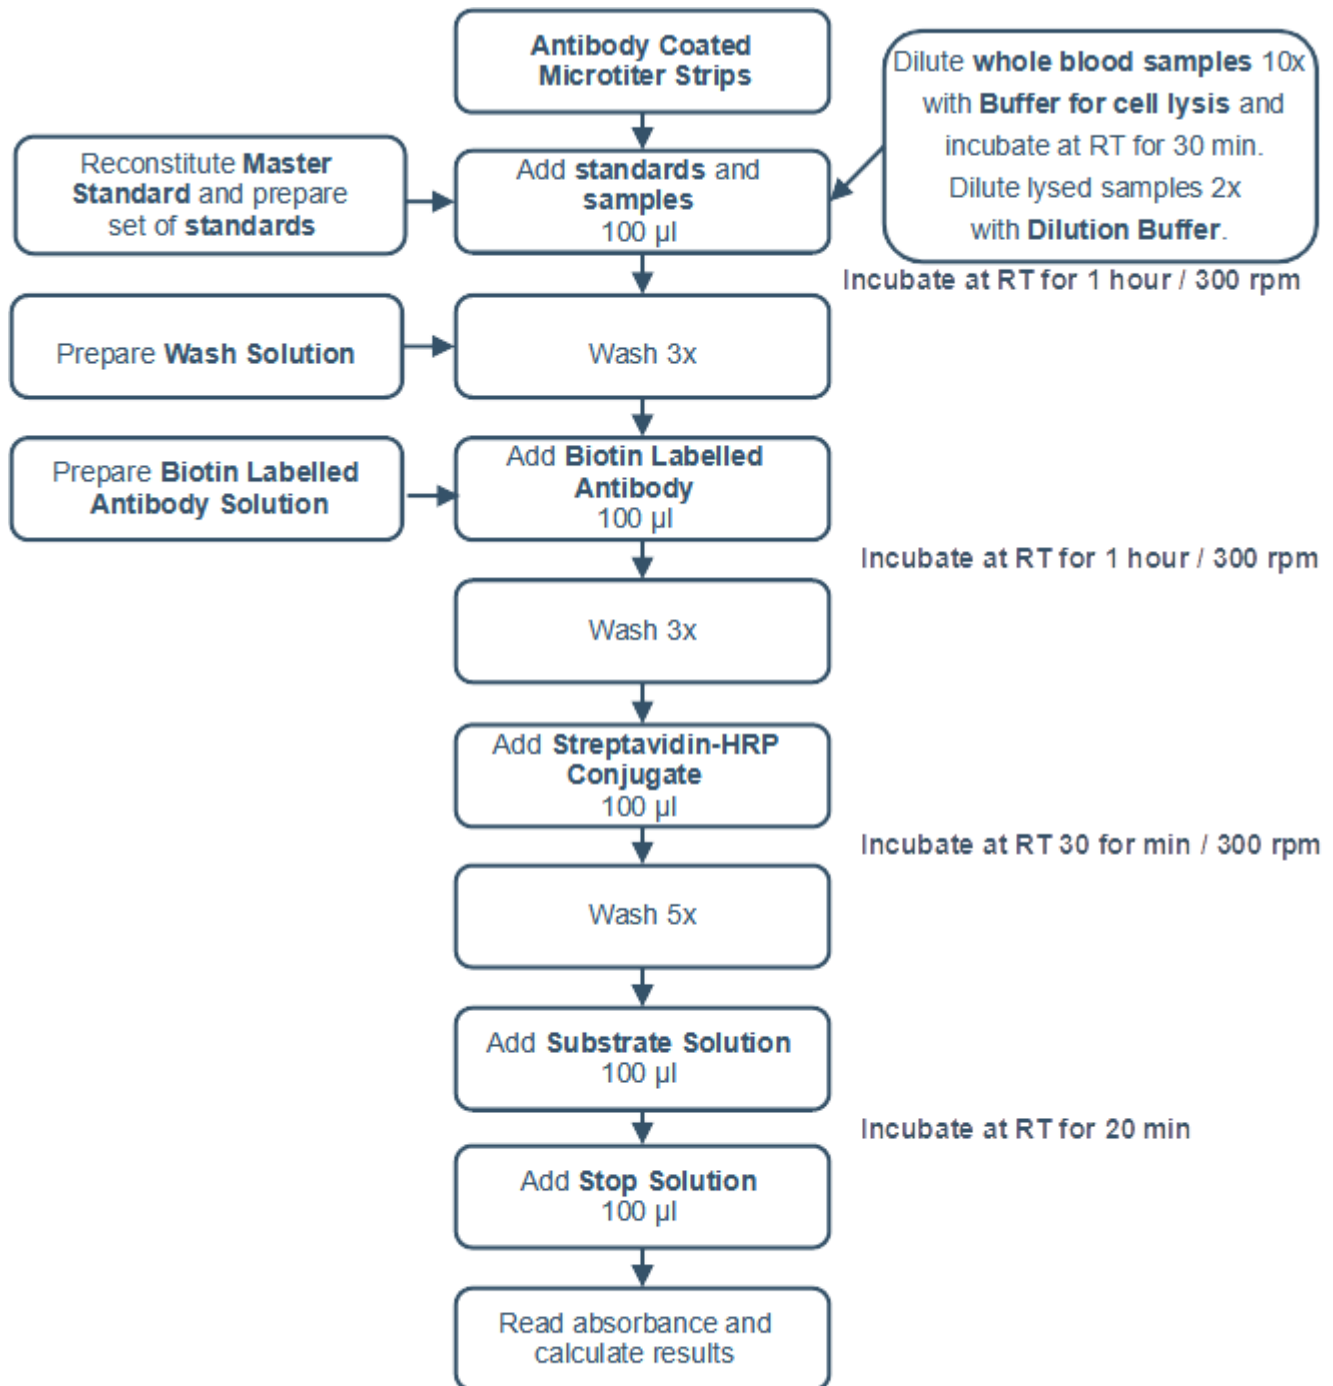 Antibody Coated
Microtiter Strips
Dilute whole blood samples 10x
with Buffer for cell lysis and
incubate at RT for 30 min.
Dilute lysed samples 2x
with Dilution Buffer.
Reconstitute Master
Standard and prepare
set of standards
Add standards and
samples
100 µl
Incubate at RT for 1 hour / 300 rpm
Prepare Wash Solution
Wash 3x
Prepare Biotin Labelled
Antibody Solution
Add Biotin Labelled
Antibody
100 µl
Incubate at RT for 1 hour / 300 rpm
Wash 3x
Add Streptavidin-HRP
Conjugate
100 µl
Incubate at RT 30 for min / 300 rpm
Wash 5x
Add Substrate Solution
100 µl
Incubate at RT for 20 min
Add Stop Solution
100 µl
Read absorbance and
calculate results